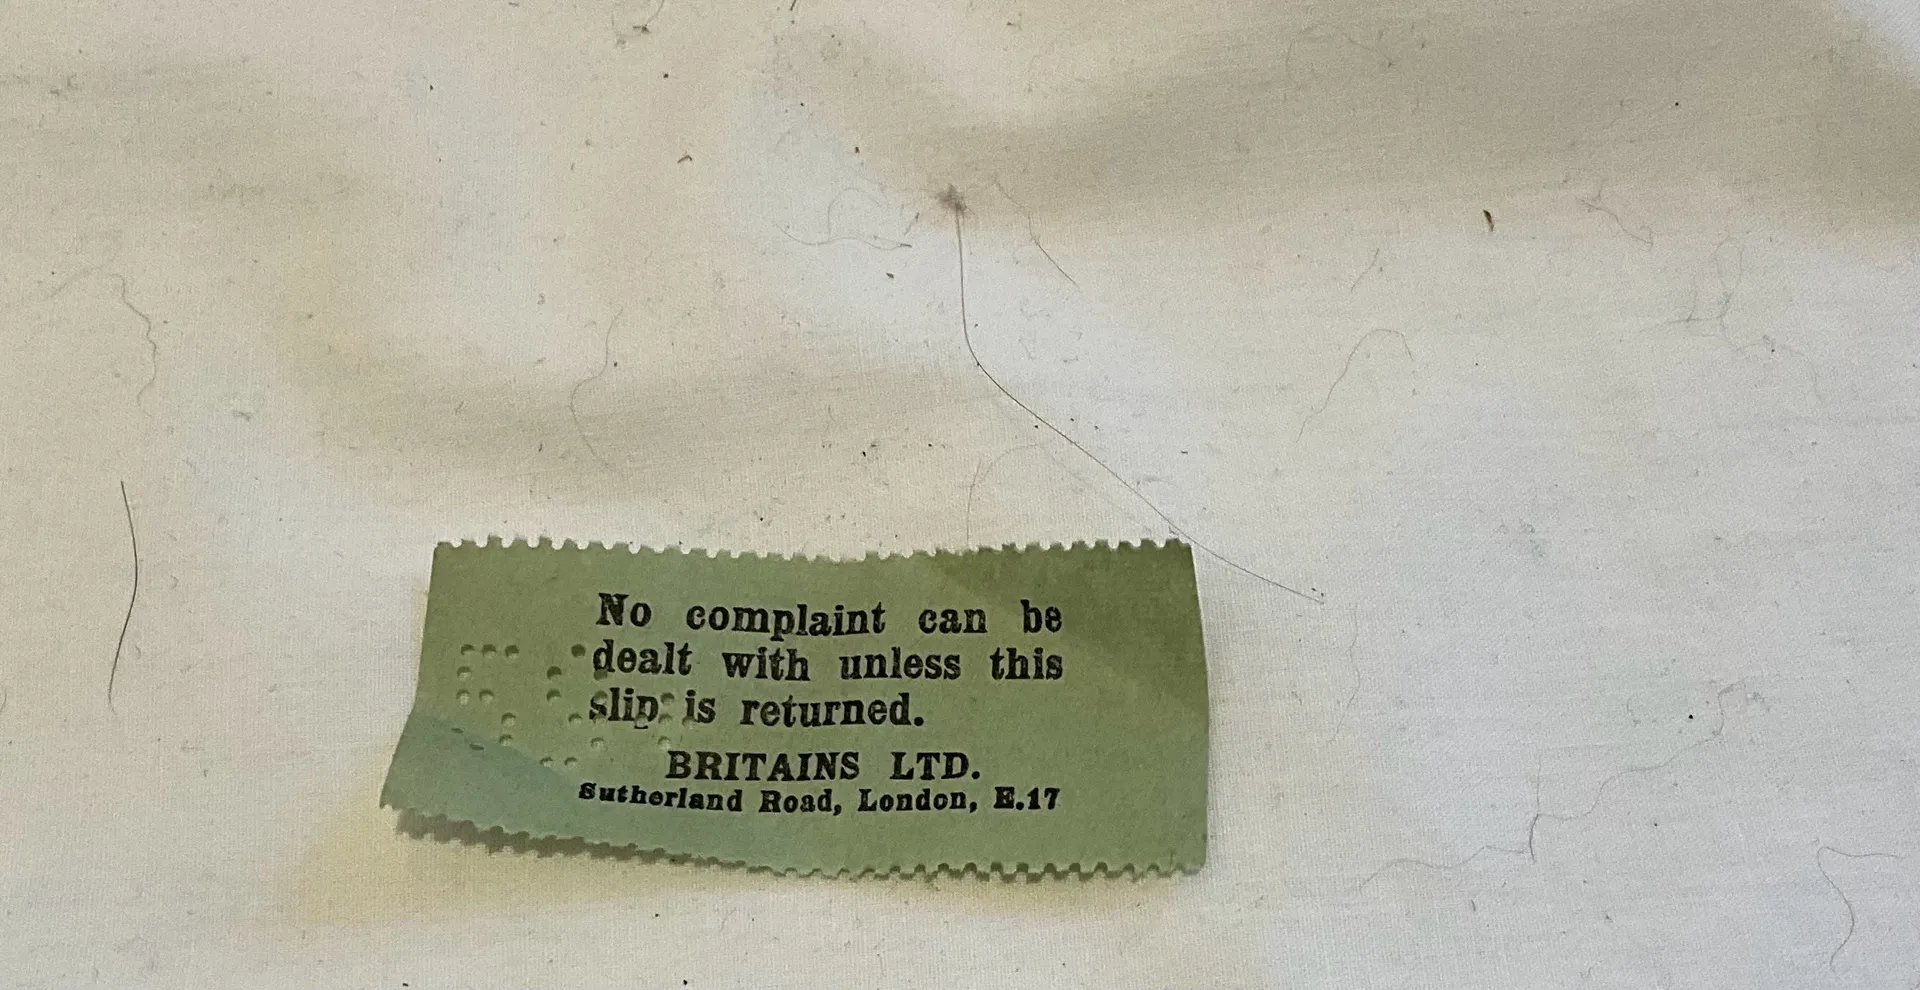 No complaint can be
dealt with unless this
slip is returned.
BRITAINS LTD.
Sutherland Road, London, E.17